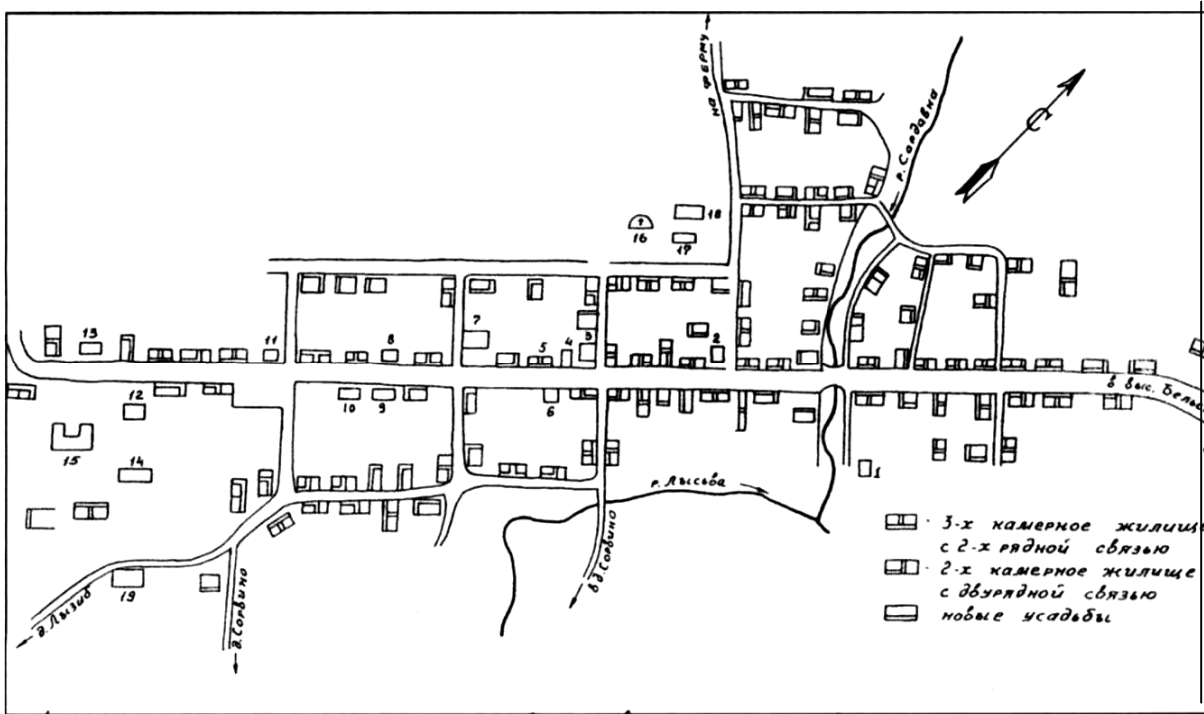 на ферму
р. Сордавка
С
18
?
16
17
7
13
11
8
5
4
3
2
10
9
6
12
15
14
1
в выс. Бельс
р. Лысьва
в д. Сорвино
19
д. Лызиб
д. Сорвино
- 3-х камерное жилище
с 2-х рядной связью
- 2-х камерное жилище
с двурядной связью
новые усадьбы